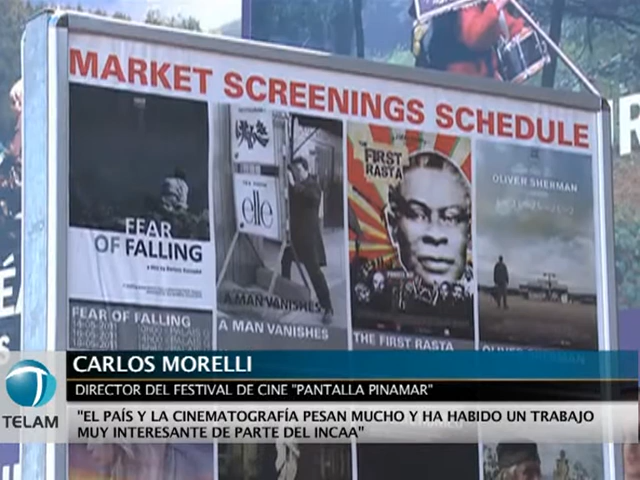 MARKET SCREENINGS SCHEDULE
FEAR
OF FALLING
elle
A MAN VANISHES
FIRST
RASTA
OLIVER SHERMAN
FEAR OF FALLING
A MAN VANISHES
THE FIRST RASTA
CARLOS MORELLI
DIRECTOR DEL FESTIVAL DE CINE "PANTALLA PINAMAR"
TELAM
"EL PAÍS Y LA CINEMATOGRAFÍA PESAN MUCHO Y HA HABIDO UN TRABAJO
MUY INTERESANTE DE PARTE DEL INCAA"